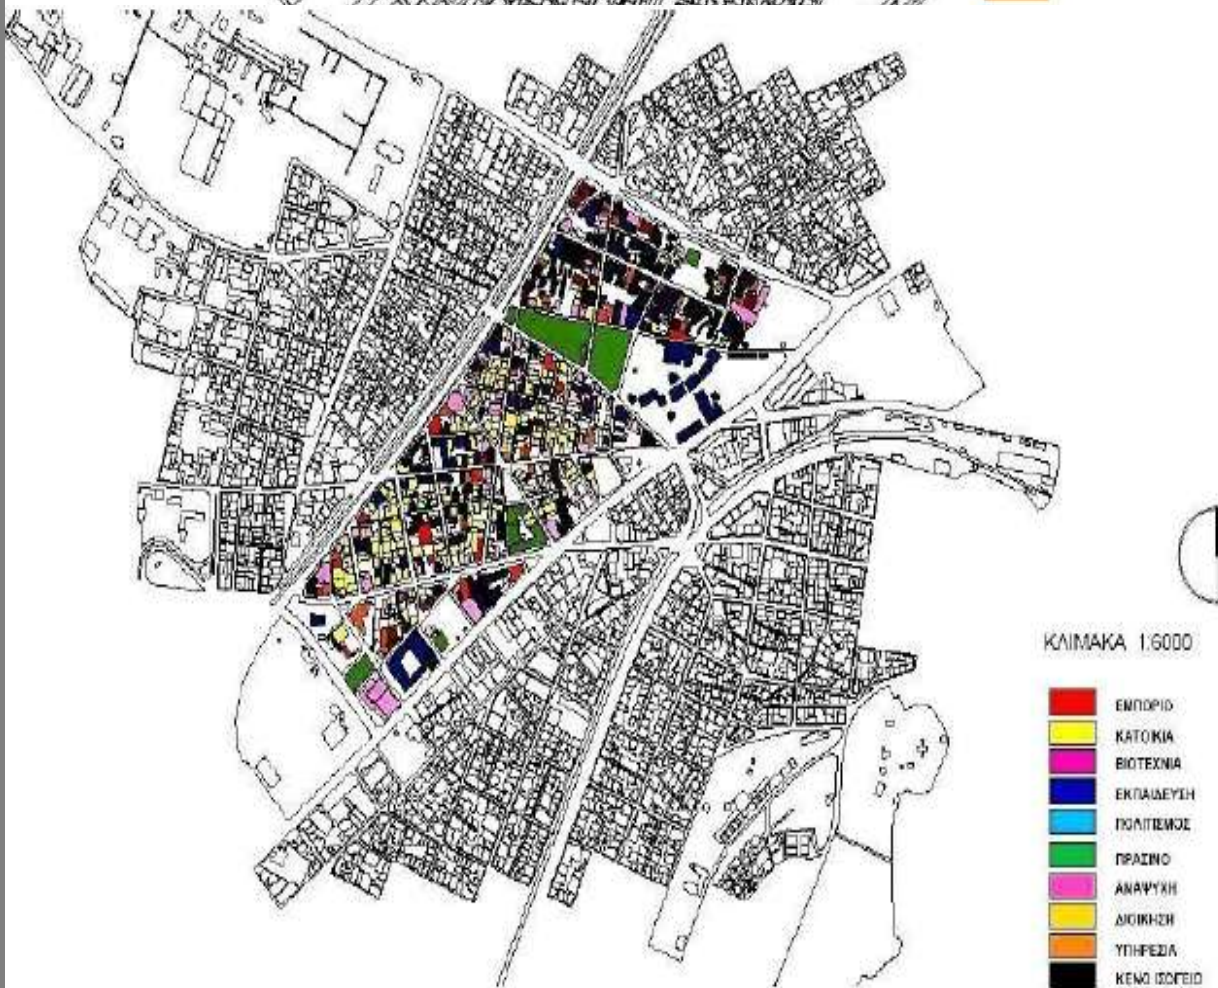 ΚΛΙΜΑΚΑ 1:6000
ΕΜΠΟΡΙΟ
ΚΑΤΟΙΚΙΑ
ΒΙΟΤΕΧΝΙΑ
ΕΚΠΑΙΔΕΥΣΗ
ΠΟΛΙΤΙΣΜΟΣ
ΠΡΑΣΙΝΟ
ΑΝΑΨΥΧΗ
ΔΙΟΙΚΗΣΗ
ΥΠΗΡΕΣΙΑ
ΚΕΝΟ ΙΣΟΓΕΙΟ